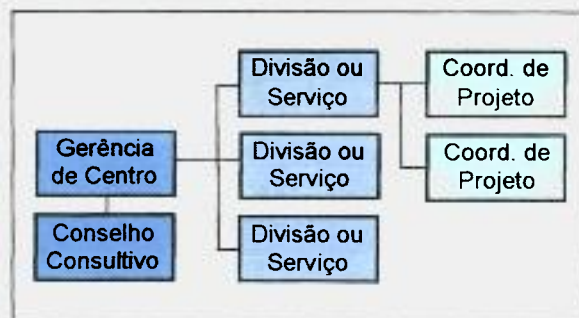 Divisão ou
Serviço
Coord. de
Projeto
Gerência
de Centro
Divisão ou
Serviço
Coord. de
Projeto
Conselho
Consultivo
Divisão ou
Serviço